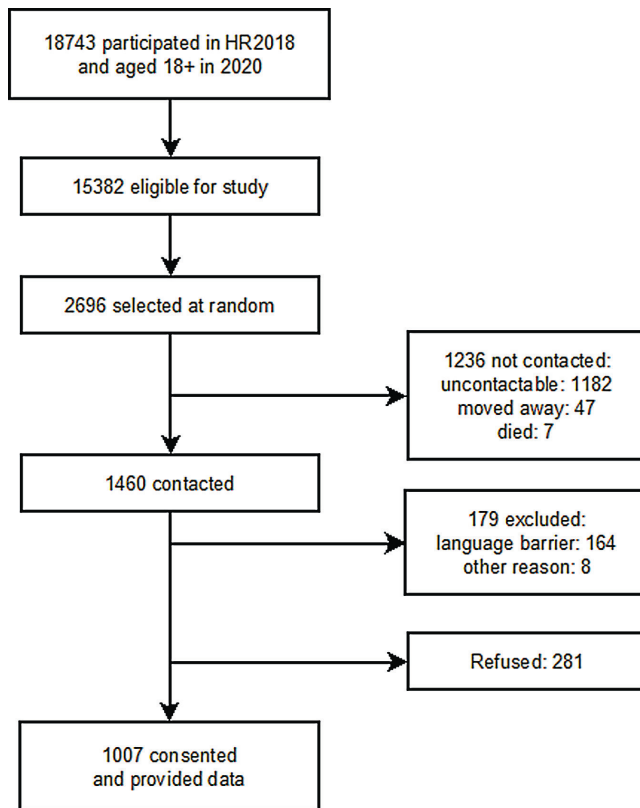 18743 participated in HR2018
and aged 18+ in 2020
15382 eligible for study
2696 selected at random
1236 not contacted:
uncontactable: 1182
moved away: 47
died: 7
1460 contacted
179 excluded:
language barrier: 164
other reason: 8
Refused: 281
1007 consented
and provided data